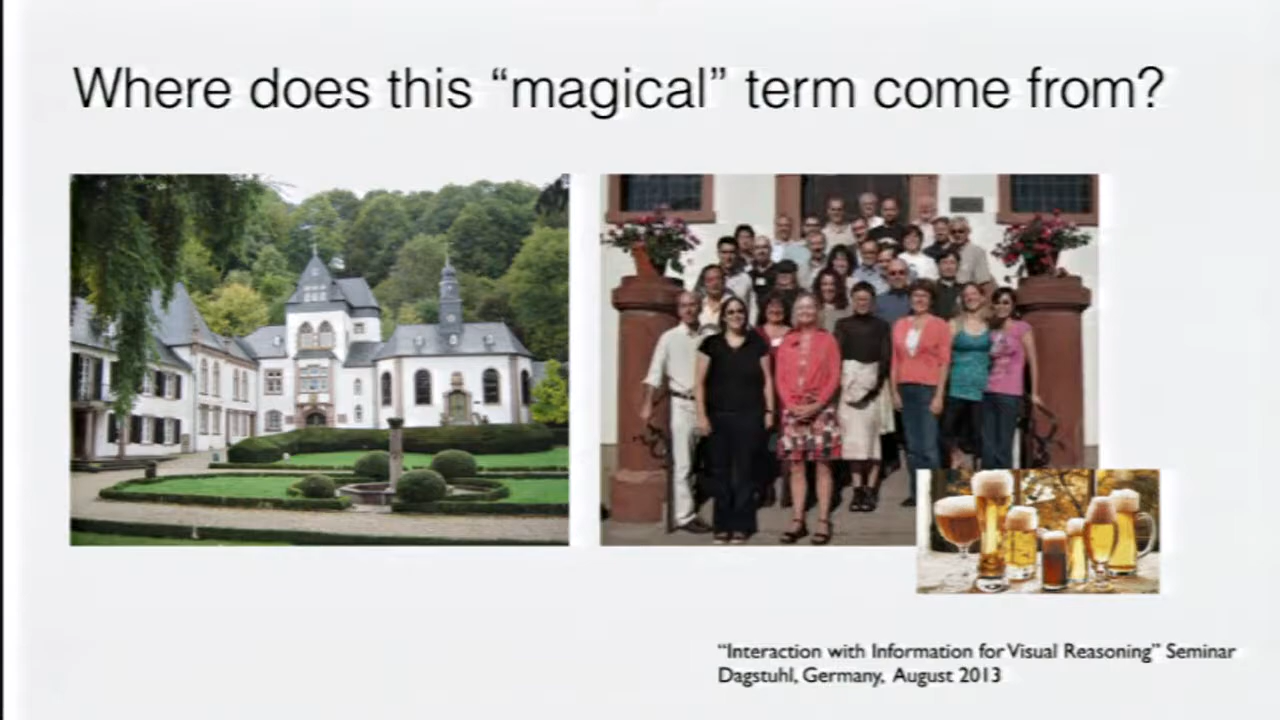 Where does this “magical” term come from?
“Interaction with Information for Visual Reasoning” Seminar
Dagstuhl, Germany, August 2013